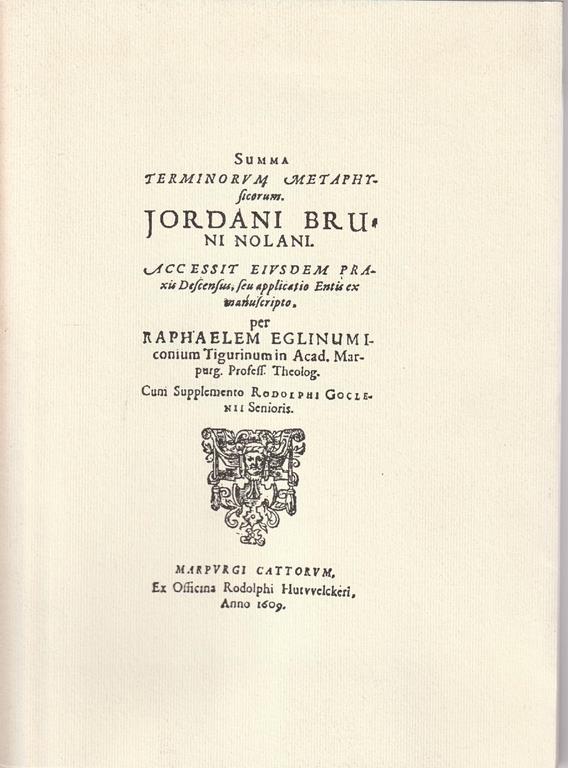 SUMMA
TERMINORVM METAPHY-
sicorum.
JORDANI BRU-
NI NOLANI.
ACCESSIT EIVSDEM PRA-
xis Descensus, seu applicatio Entis ex
manuscripto.
per
RAPHAELEM EGLINUM I-
conium Tigurinum in Acad. Mar-
purg. Profess. Theolog.
Cum Supplemento RODOLPHI GOCLE-
NII Senioris.
MARPVRGI CATTORVM,
Ex Officina Rodolphi Hutvvelckeri,
Anno 1609.